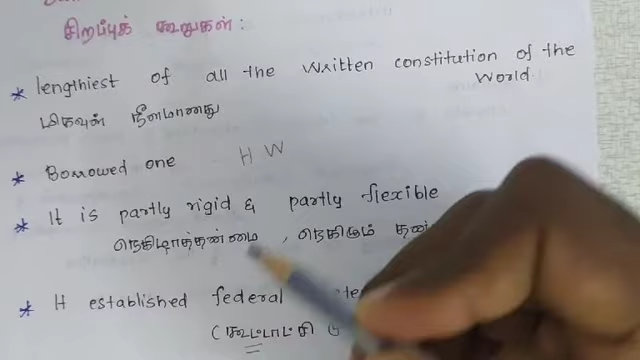 சிறப்புக் கூறுகள் :
* lengthiest of all the written constitution of the
World
மிகவும் நீளமானது
* Borrowed one H W
* It is partly rigid & partly flexible
நெகிழாத்தன்மை , நெகிழும்
* It established federal
( கூட்டாட்சி